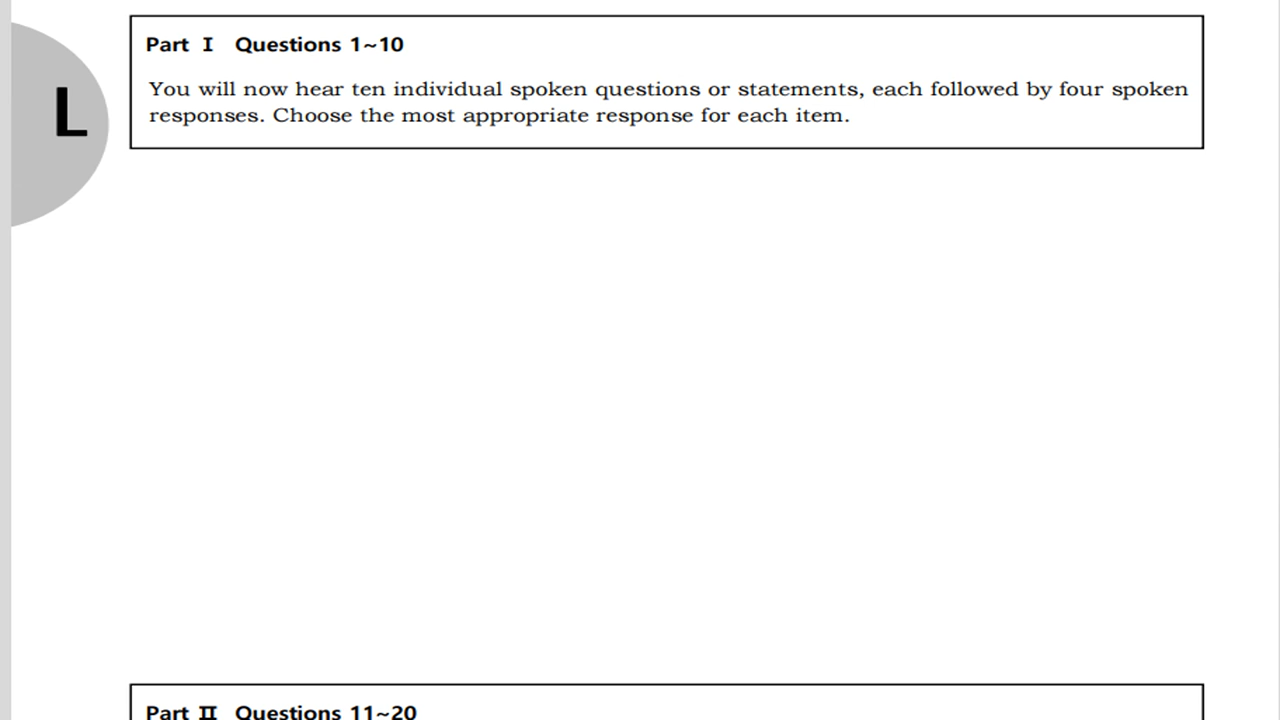 Part Ⅰ Questions 1~10
You will now hear ten individual spoken questions or statements, each followed by four spoken
responses. Choose the most appropriate response for each item.
L
Part Ⅱ Questions 11~20